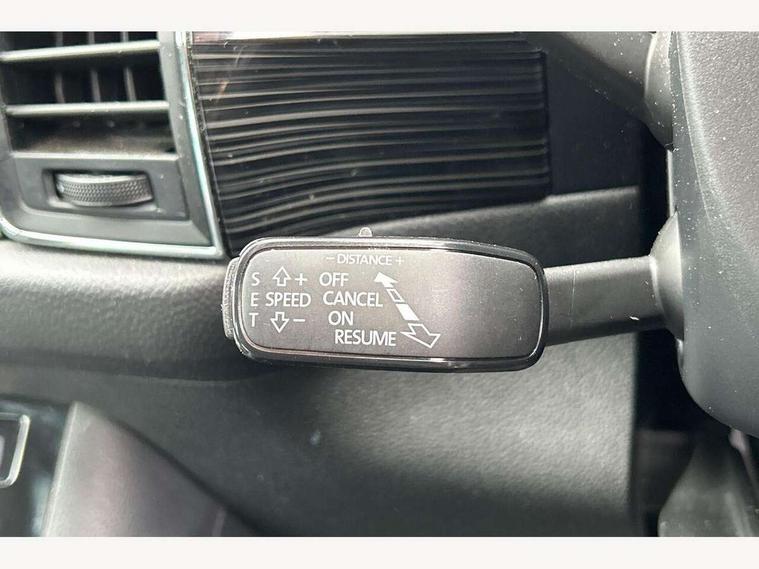 - DISTANCE +
S + OFF
E SPEED CANCEL
T - ON
RESUME